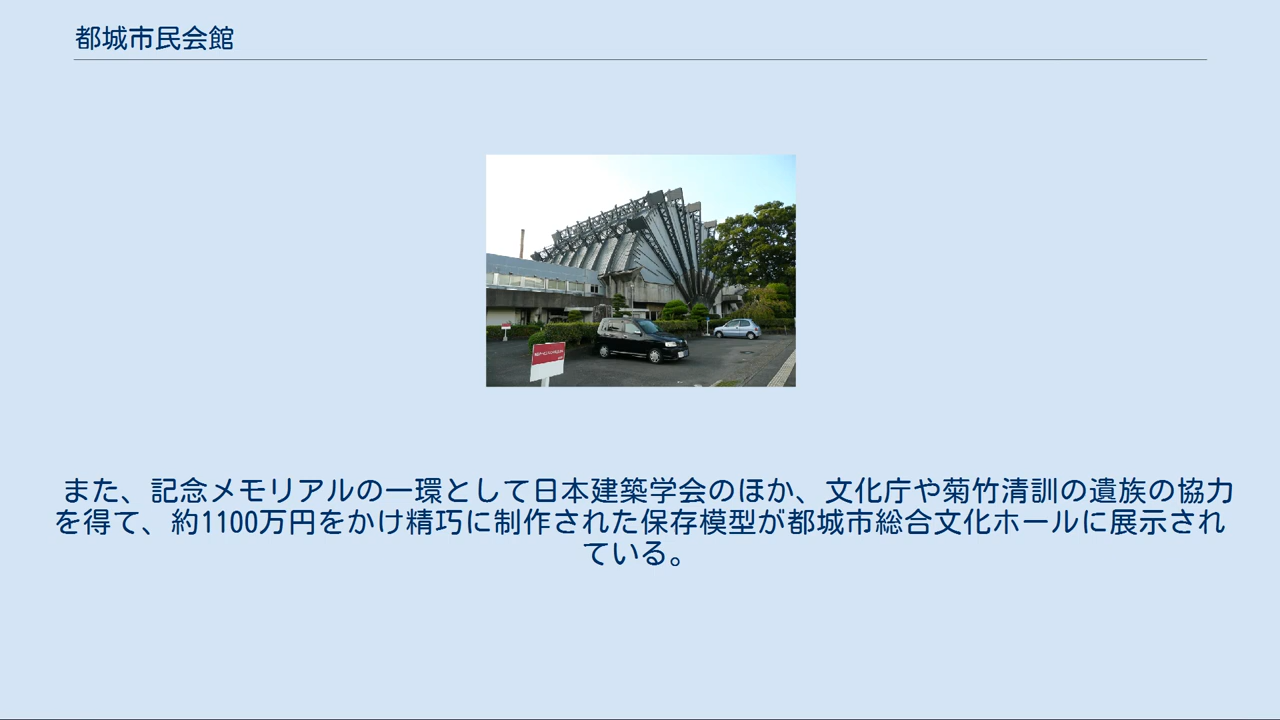 都城市民会館
また、記念メモリアルの一環として日本建築学会のほか、文化庁や菊竹清訓の遺族の協力
を得て、約1100万円をかけ精巧に制作された保存模型が都城市総合文化ホールに展示され
ている。